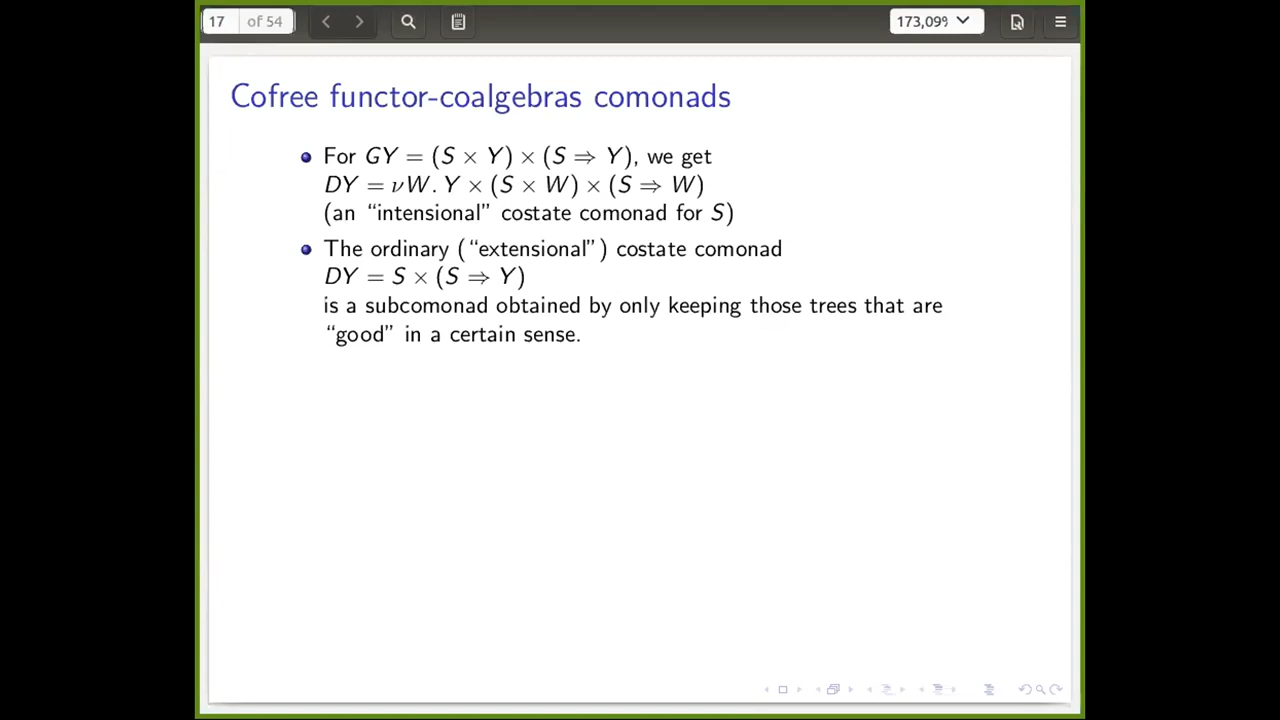 17 of 54
173,09%
Cofree functor-coalgebras comonads
For GY = (S × Y) × (S ⇒ Y), we get
DY = νW. Y × (S × W) × (S ⇒ W)
(an “intensional” costate comonad for S)
The ordinary (“extensional”) costate comonad
DY = S × (S ⇒ Y)
is a subcomonad obtained by only keeping those trees that are
“good” in a certain sense.